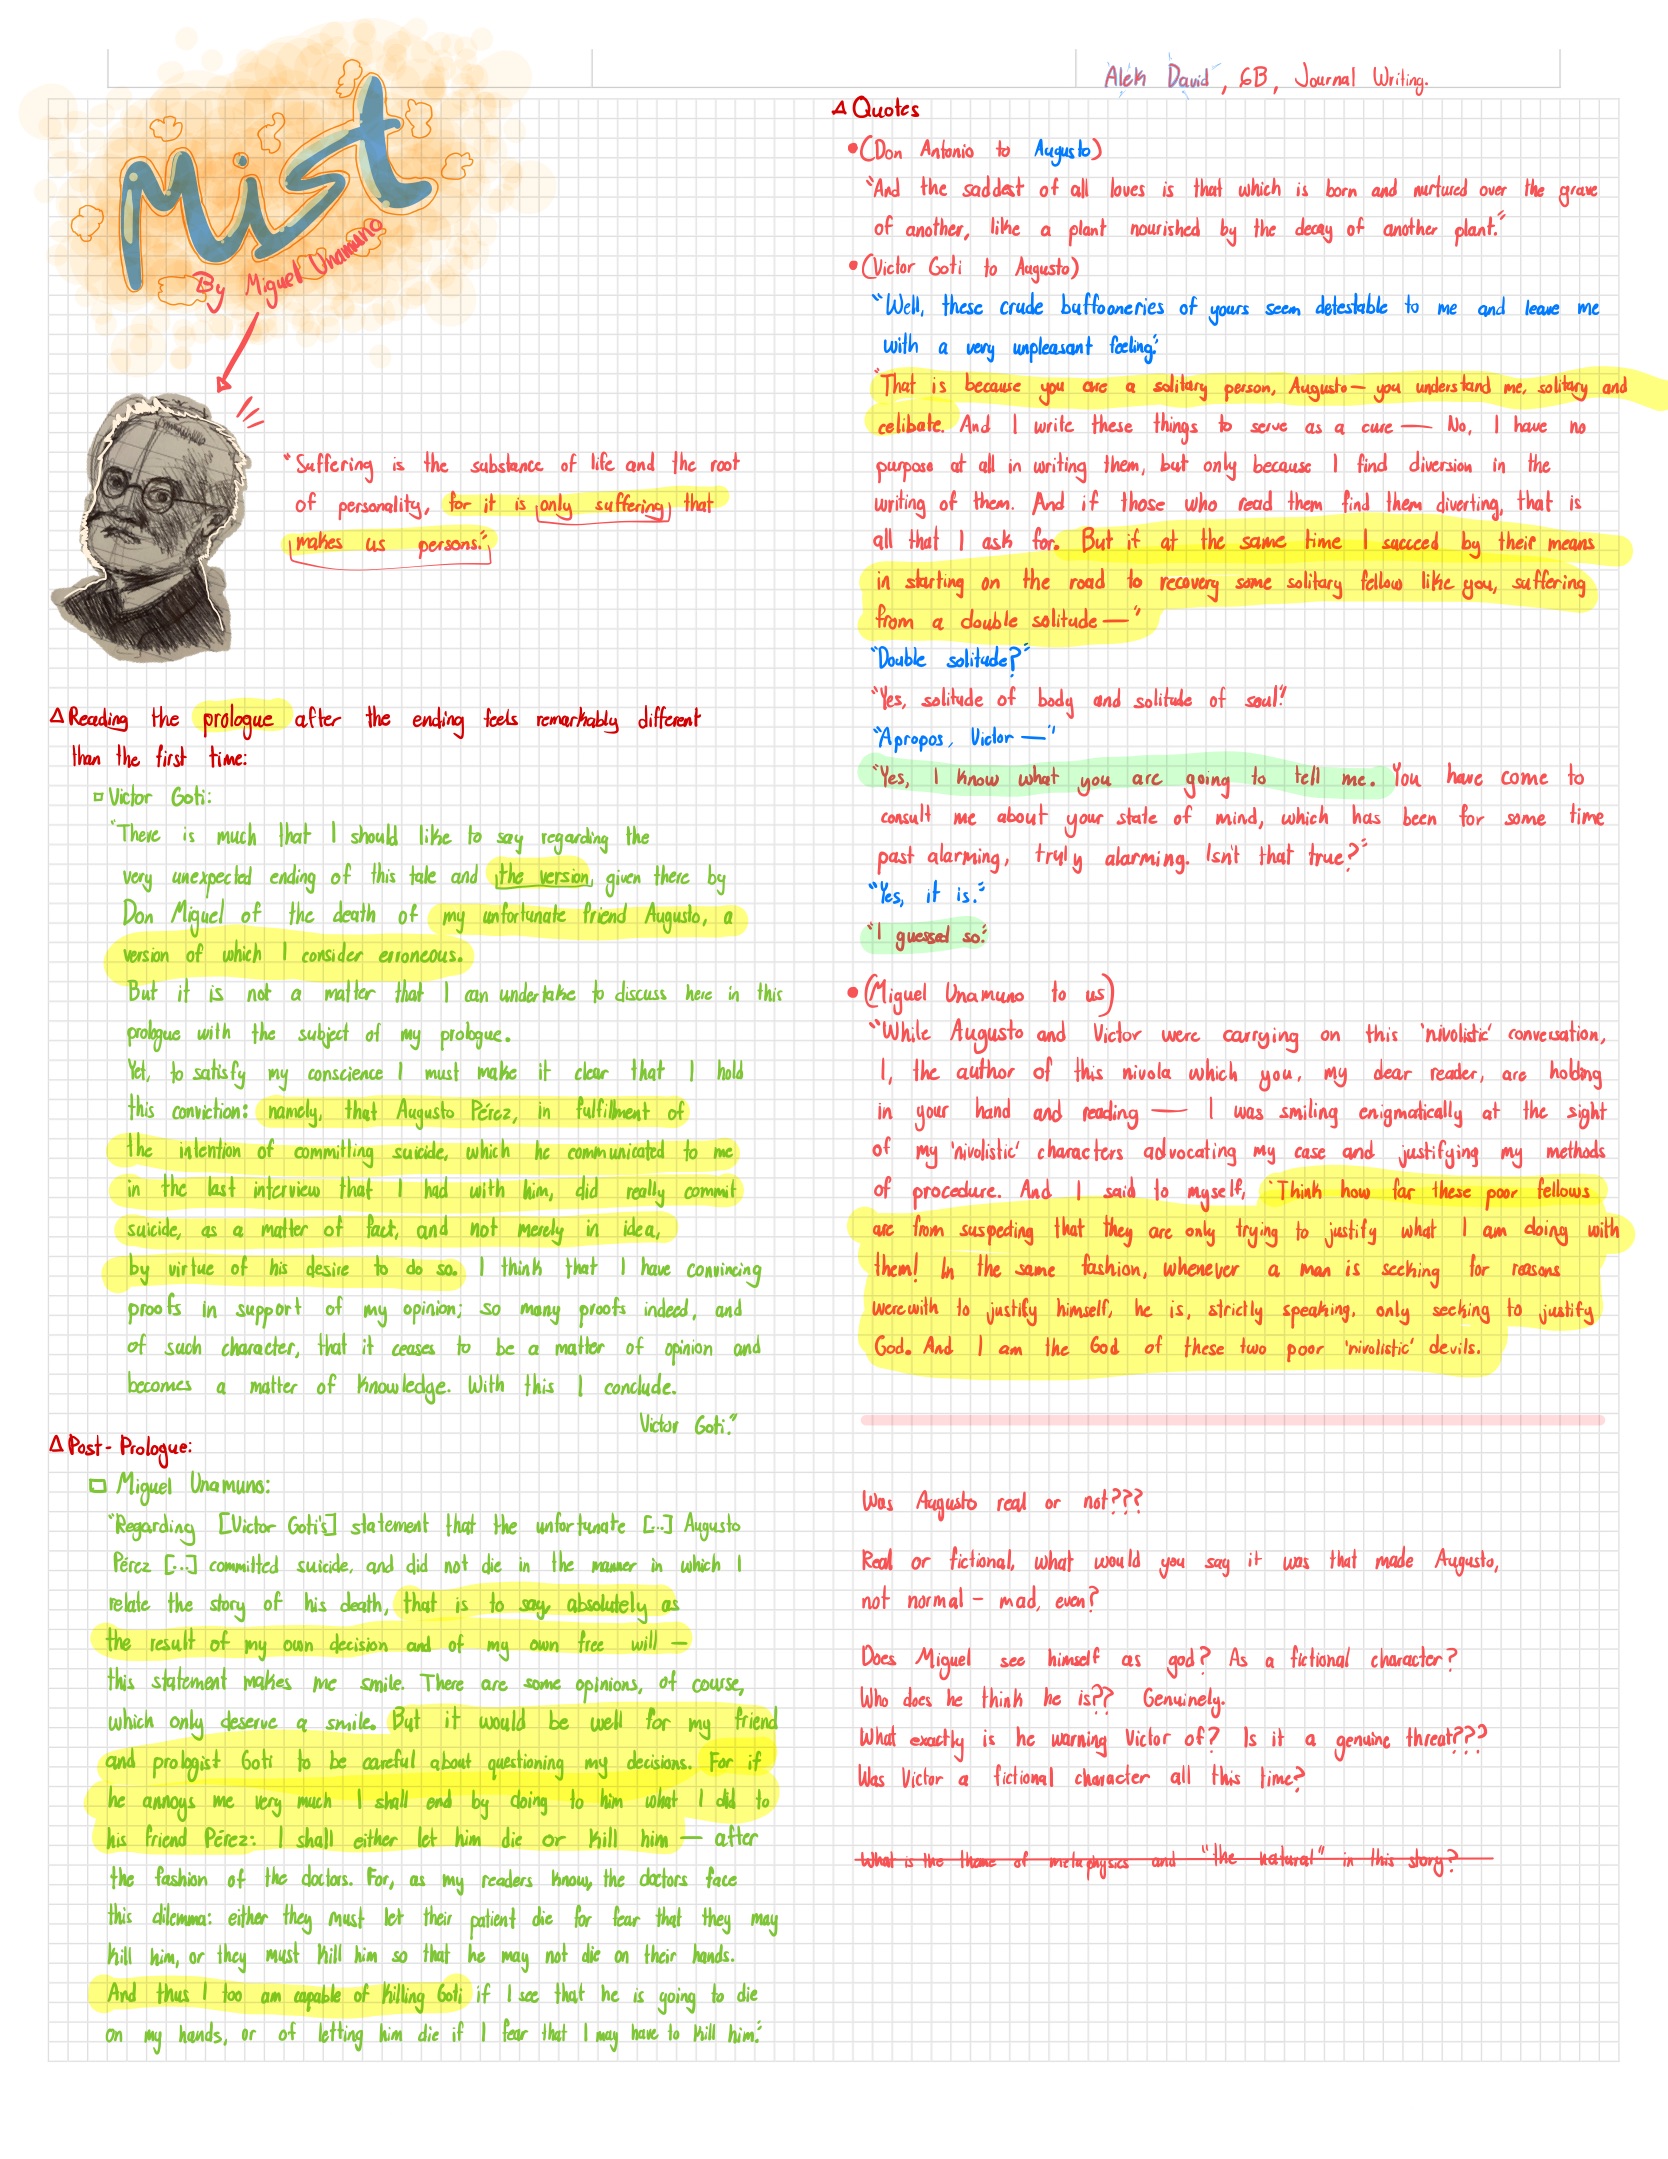 Mist
By Miguel Unamuno
"Suffering is the substance of life and the root
of personality, for it is only suffering that
makes us persons."
Δ Reading the prologue after the ending feels remarkably different
than the first time:
Victor Goti:
"There is much that I should like to say regarding the
very unexpected ending of this tale and the version given there by
Don Miguel of the death of my unfortunate friend Augusto, a
version of which I consider erroneous.
But it is not a matter that I can undertake to discuss here in this
prologue with the subject of my prologue.
Yet, to satisfy my conscience I must make it clear that I hold
this conviction: namely, that Augusto Pérez, in fulfillment of
the intention of committing suicide, which he communicated to me
in the last interview that I had with him, did really commit
suicide, as a matter of fact, and not merely in idea,
by virtue of his desire to do so. I think that I have convincing
proofs in support of my opinion; so many proofs indeed, and
of such character, that it ceases to be a matter of opinion and
becomes a matter of knowledge. With this I conclude.
Victor Goti."
Δ Post-Prologue:
Miguel Unamuno:
"Regarding [Victor Goti's] statement that the unfortunate [...] Augusto
Pérez [...] committed suicide, and did not die in the manner in which I
relate the story of his death, that is to say, absolutely as
the result of my own decision and of my own free will —
this statement makes me smile. There are some opinions, of course,
which only deserve a smile. But it would be well for my friend
and prologist Goti to be careful about questioning my decisions. For if
he annoys me very much I shall end by doing to him what I did to
his friend Pérez: I shall either let him die or kill him — after
the fashion of the doctors. For, as my readers know, the doctors face
this dilemma: either they must let their patient die for fear that they may
kill him, or they must kill him so that he may not die on their hands.
And thus I too am capable of killing Goti if I see that he is going to die
on my hands, or of letting him die if I fear that I may have to kill him."
Alek David, 6B, Journal Writing.
Δ Quotes
• (Don Antonio to Augusto)
"And the saddest of all loves is that which is born and nurtured over the grave
of another, like a plant nourished by the decay of another plant."
• (Victor Goti to Augusto)
"Well, these crude buffooneries of yours seem detestable to me and leave me
with a very unpleasant feeling."
"That is because you are a solitary person, Augusto — you understand me, solitary and
celibate. And I write these things to serve as a cure — No, I have no
purpose at all in writing them, but only because I find diversion in the
writing of them. And if those who read them find them diverting, that is
all that I ask for. But if at the same time I succeed by their means
in starting on the road to recovery some solitary fellow like you, suffering
from a double solitude —"
"Double solitude?"
"Yes, solitude of body and solitude of soul."
"Apropos, Victor —"
"Yes, I know what you are going to tell me. You have come to
consult me about your state of mind, which has been for some time
past alarming, truly alarming. Isn't that true?"
"Yes, it is."
"I guessed so."
• (Miguel Unamuno to us)
"While Augusto and Victor were carrying on this 'nivolistic' conversation,
I, the author of this nivola which you, my dear reader, are holding
in your hand and reading — I was smiling enigmatically at the sight
of my 'nivolistic' characters advocating my case and justifying my methods
of procedure. And I said to myself, 'Think how far these poor fellows
are from suspecting that they are only trying to justify what I am doing with
them! In the same fashion, whenever a man is seeking for reasons
werewith to justify himself, he is, strictly speaking, only seeking to justify
God. And I am the God of these two poor 'nivolistic' devils.
Was Augusto real or not???
Real or fictional, what would you say it was that made Augusto,
not normal - mad, even?
Does Miguel see himself as god? As a fictional character?
Who does he think he is?? Genuinely.
What exactly is he warning Victor of? Is it a genuine threat???
Was Victor a fictional character all this time?
What is the theme of metaphysics and "the natural" in this story?